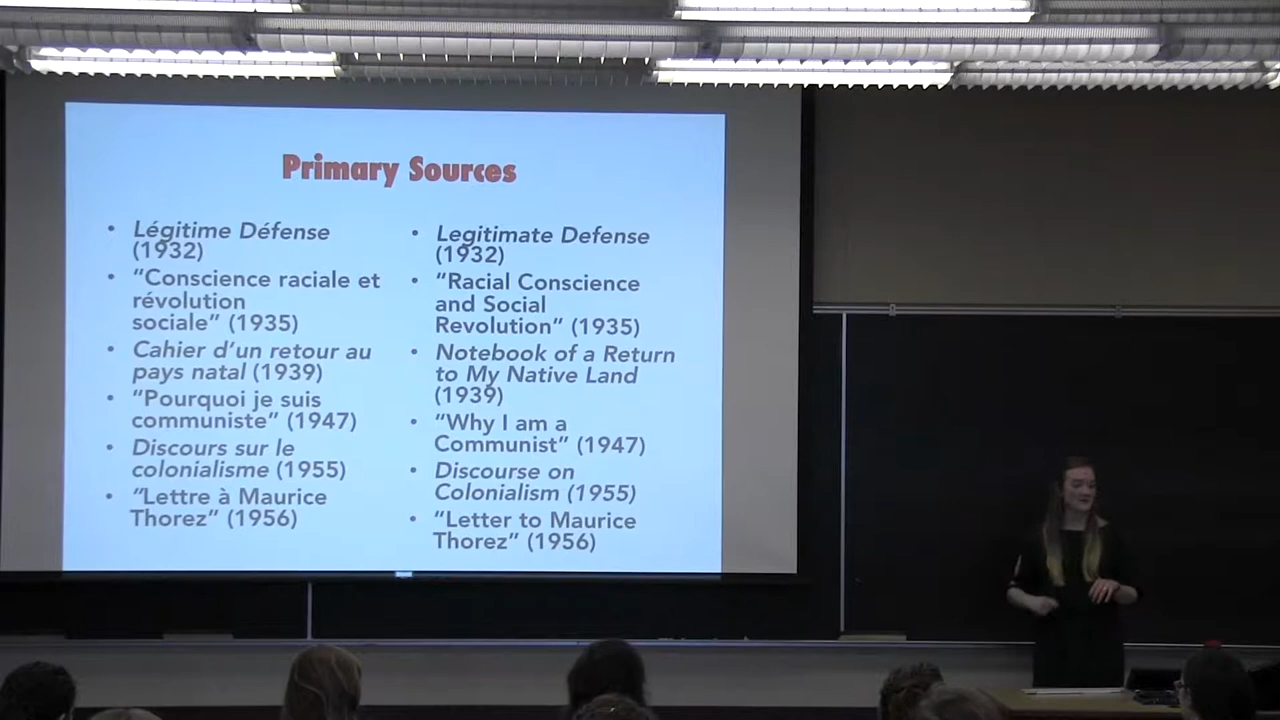 Primary Sources
• Légitime Défense
(1932)
• “Conscience raciale et
révolution
sociale” (1935)
• Cahier d’un retour au
pays natal (1939)
• “Pourquoi je suis
communiste” (1947)
• Discours sur le
colonialisme (1955)
• “Lettre à Maurice
Thorez” (1956)
• Legitimate Defense
(1932)
• “Racial Conscience
and Social
Revolution” (1935)
• Notebook of a Return
to My Native Land
(1939)
• “Why I am a
Communist” (1947)
• Discourse on
Colonialism (1955)
• “Letter to Maurice
Thorez” (1956)